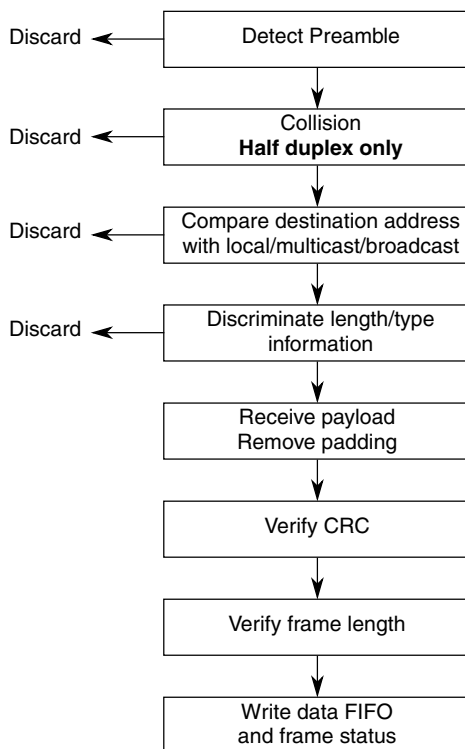 Discard
Detect Preamble
Discard
Collision
Half duplex only
Discard
Compare destination address
with local/multicast/broadcast
Discard
Discriminate length/type
information
Receive payload
Remove padding
Verify CRC
Verify frame length
Write data FIFO
and frame status